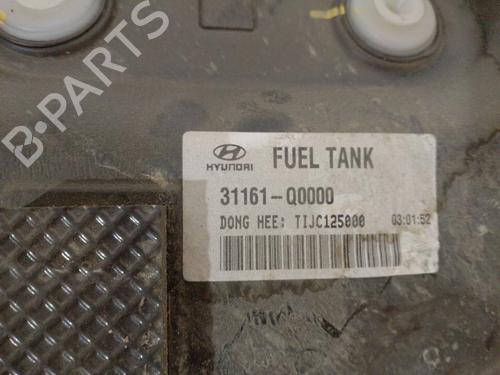 B-PARTS
HYUNDAI
FUEL TANK
31161-Q0000
DONG HEE: TIJC125000 03:01:52